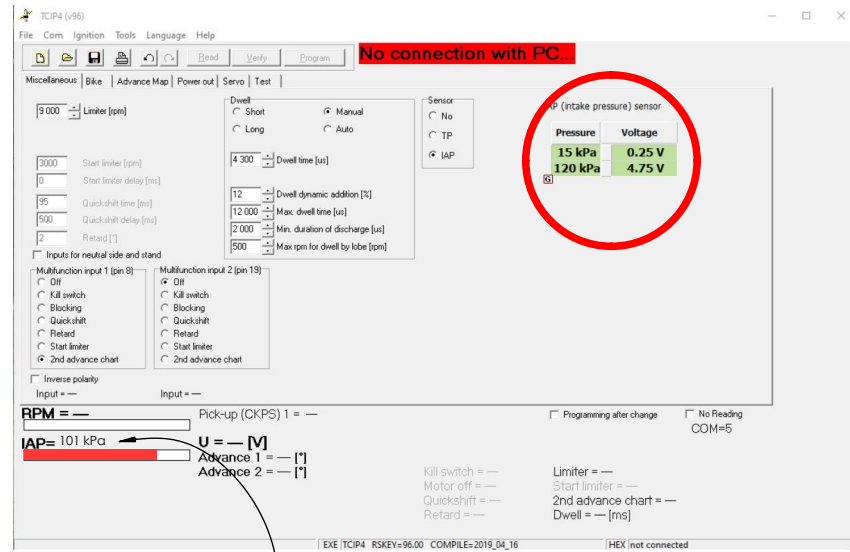 TCIP4 (v96)
File Com Ignition Tools Language Help
Read Verify Program
No connection with PC...
Miscellaneous Bike Advance Map Power out Servo Test
9 000 Limiter [rpm]
3000 Start limiter [rpm]
0 Start limiter delay [ms]
95 Quickshift time [ms]
500 Quickshift delay [ms]
2 Retard [°]
Inputs for neutral side and stand
Dwell
Short Manual
Long Auto
4 300 Dwell time [us]
12 Dwell dynamic addition [%]
12 000 Max. dwell time [us]
2 000 Min. duration of discharge [us]
500 Max rpm for dwell by lobe [rpm]
Sensor
No
TP
IAP
(intake pressure) sensor
Pressure Voltage
15 kPa 0.25 V
120 kPa 4.75 V
G
Multifunction input 1 (pin 8)
Off
Kill switch
Blocking
Quickshift
Retard
Start limiter
2nd advance chart
Multifunction input 2 (pin 19)
Off
Kill switch
Blocking
Quickshift
Retard
Start limiter
2nd advance chart
Inverse polarity
Input = — Input = —
RPM = —
Pick-up (CKPS) 1 = —
Programming after change
No Reading
COM=5
IAP= 101 kPa
U = — [V]
Advance 1 = — [°]
Advance 2 = — [°]
Kill switch = —
Motor off = —
Quickshift = —
Retard = —
Limiter = —
Start limiter = —
2nd advance chart = —
Dwell = — [ms]
EXE TCIP4 RSKEY=96.00 COMPILE=2019_04_16 HEX not connected